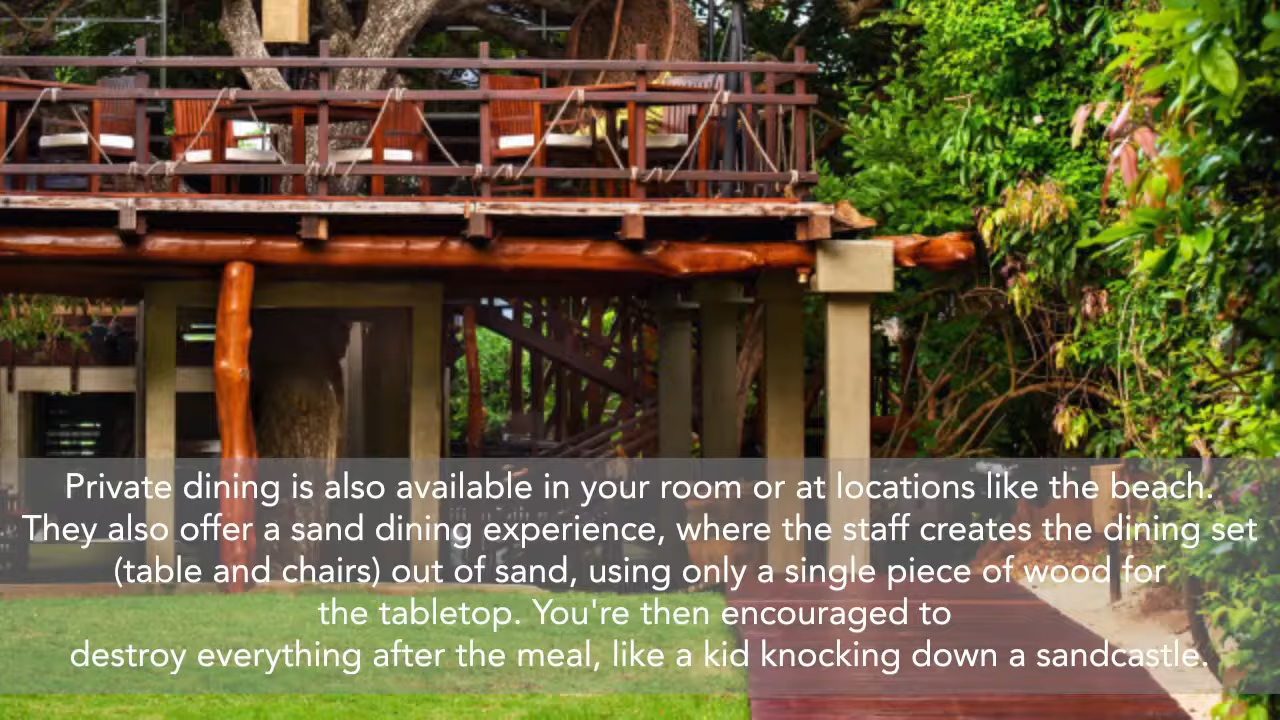 Private dining is also available in your room or at locations like the beach.
They also offer a sand dining experience, where the staff creates the dining set
(table and chairs) out of sand, using only a single piece of wood for
the tabletop. You're then encouraged to
destroy everything after the meal, like a kid knocking down a sandcastle.